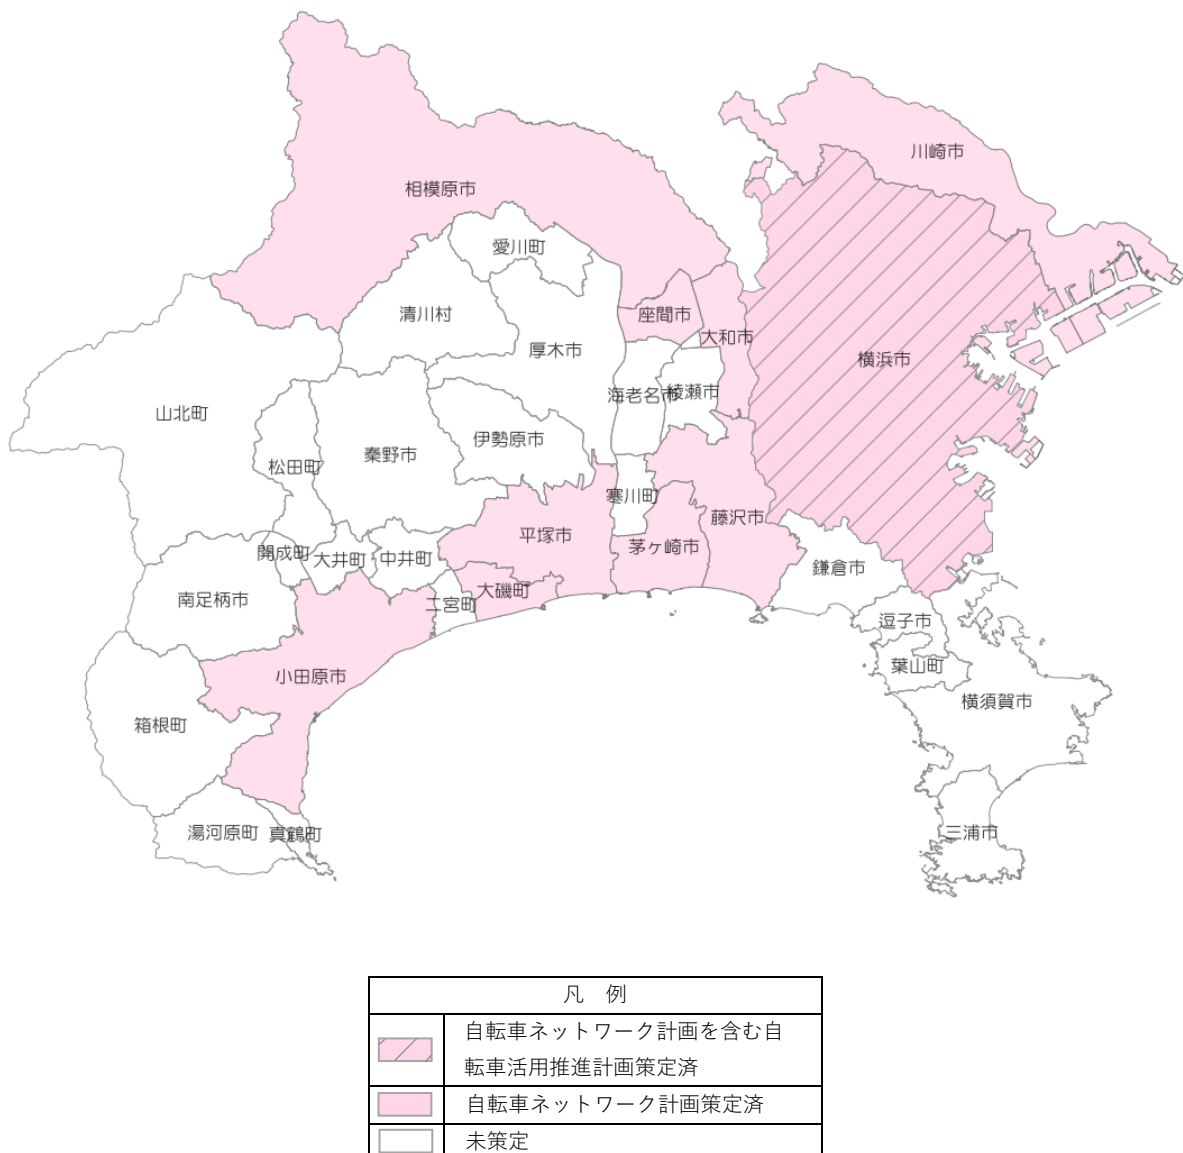 川崎市
相模原市
愛川町
清川村
座間市
大和市
厚木市
横浜市
海老名市
綾瀬市
山北町
伊勢原市
秦野市
松田町
寒川町
藤沢市
平塚市
茅ヶ崎市
開成町
大井町
中井町
鎌倉市
大磯町
南足柄市
二宮町
逗子市
葉山町
小田原市
横須賀市
箱根町
湯河原町
真鶴町
三浦市
凡 例
自転車ネットワーク計画を含む自
転車活用推進計画策定済
自転車ネットワーク計画策定済
未策定